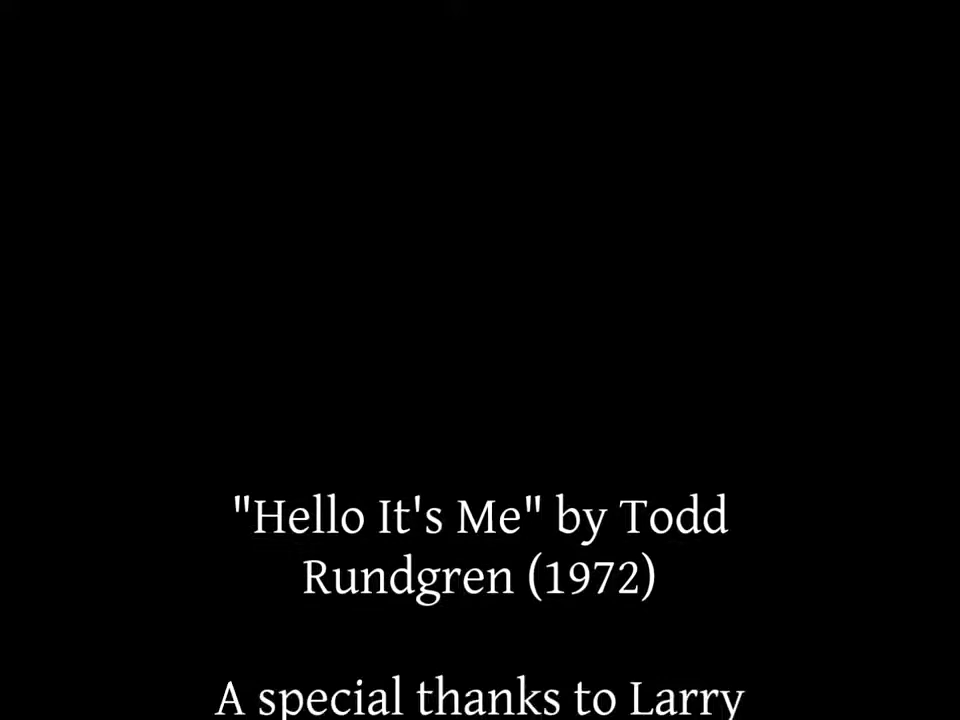 "Hello It's Me" by Todd
Rundgren (1972)
A special thanks to Larry